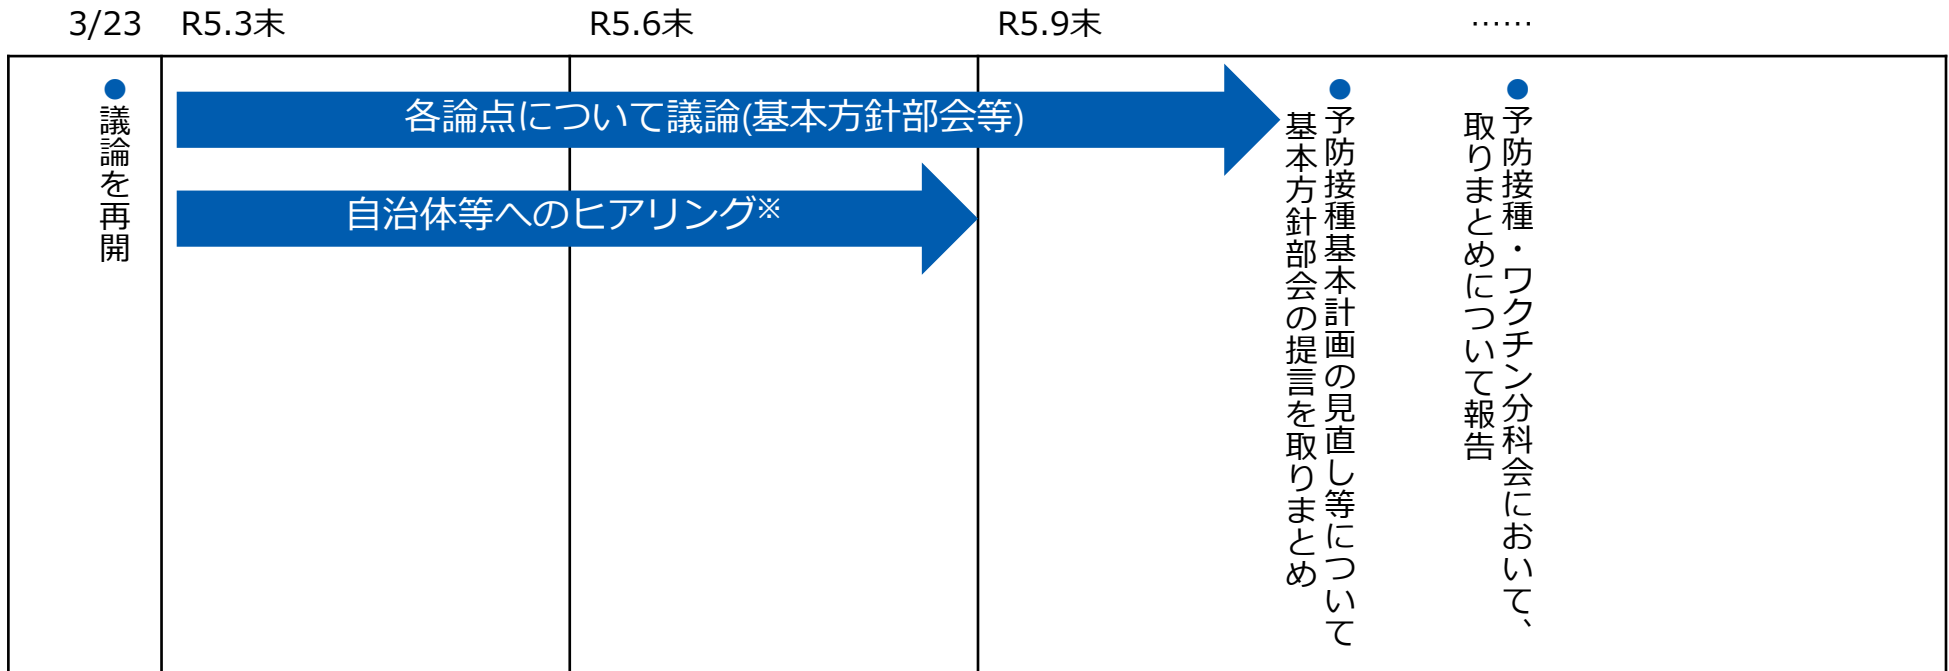 3/23
R5.3末
R5.6末
R5.9末
……
●議論を再開
各論点について議論(基本方針部会等)
自治体等へのヒアリング※
●予防接種基本計画の見直し等について
基本方針部会の提言を取りまとめ
●予防接種・ワクチン分科会において、
取りまとめについて報告